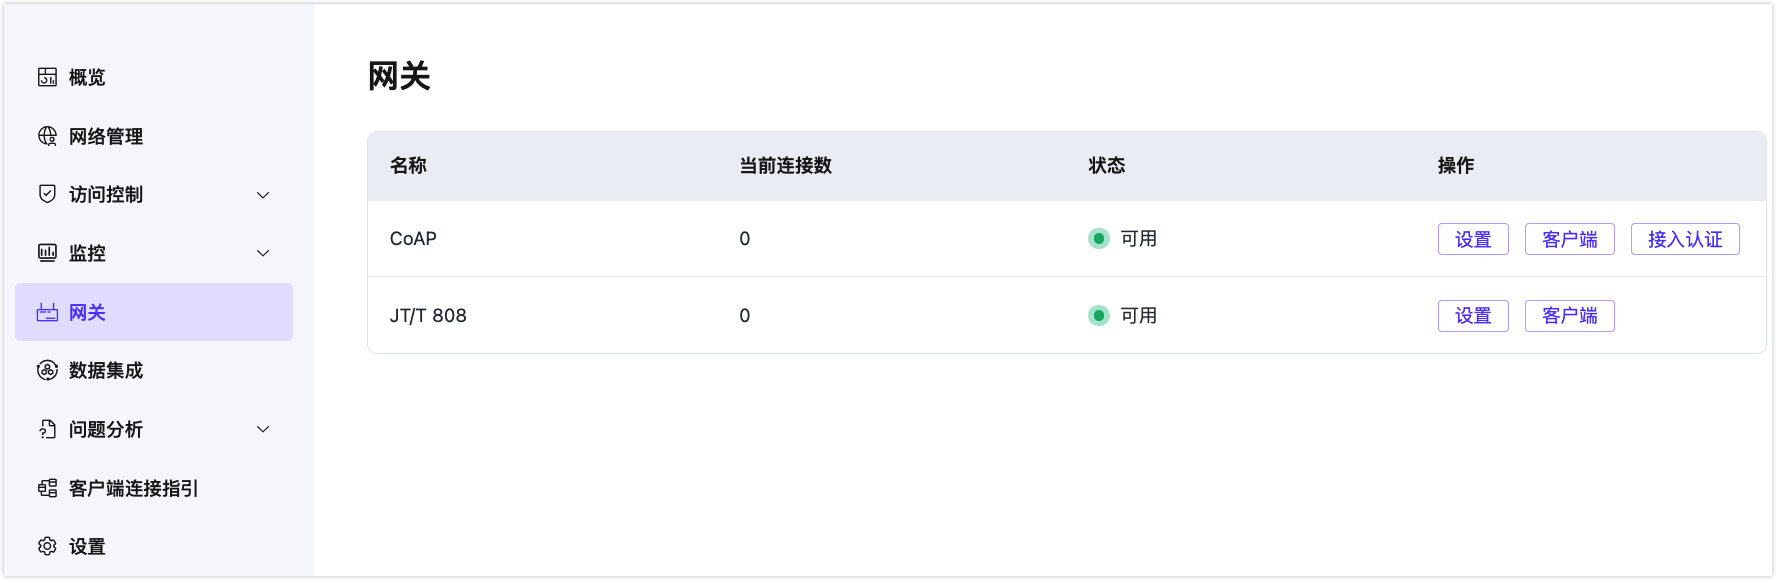 概览
网络管理
访问控制
监控
网关
数据集成
问题分析
客户端连接指引
设置
网关
名称 当前连接数 状态 操作
CoAP 0 可用 设置 客户端 接入认证
JT/T 808 0 可用 设置 客户端